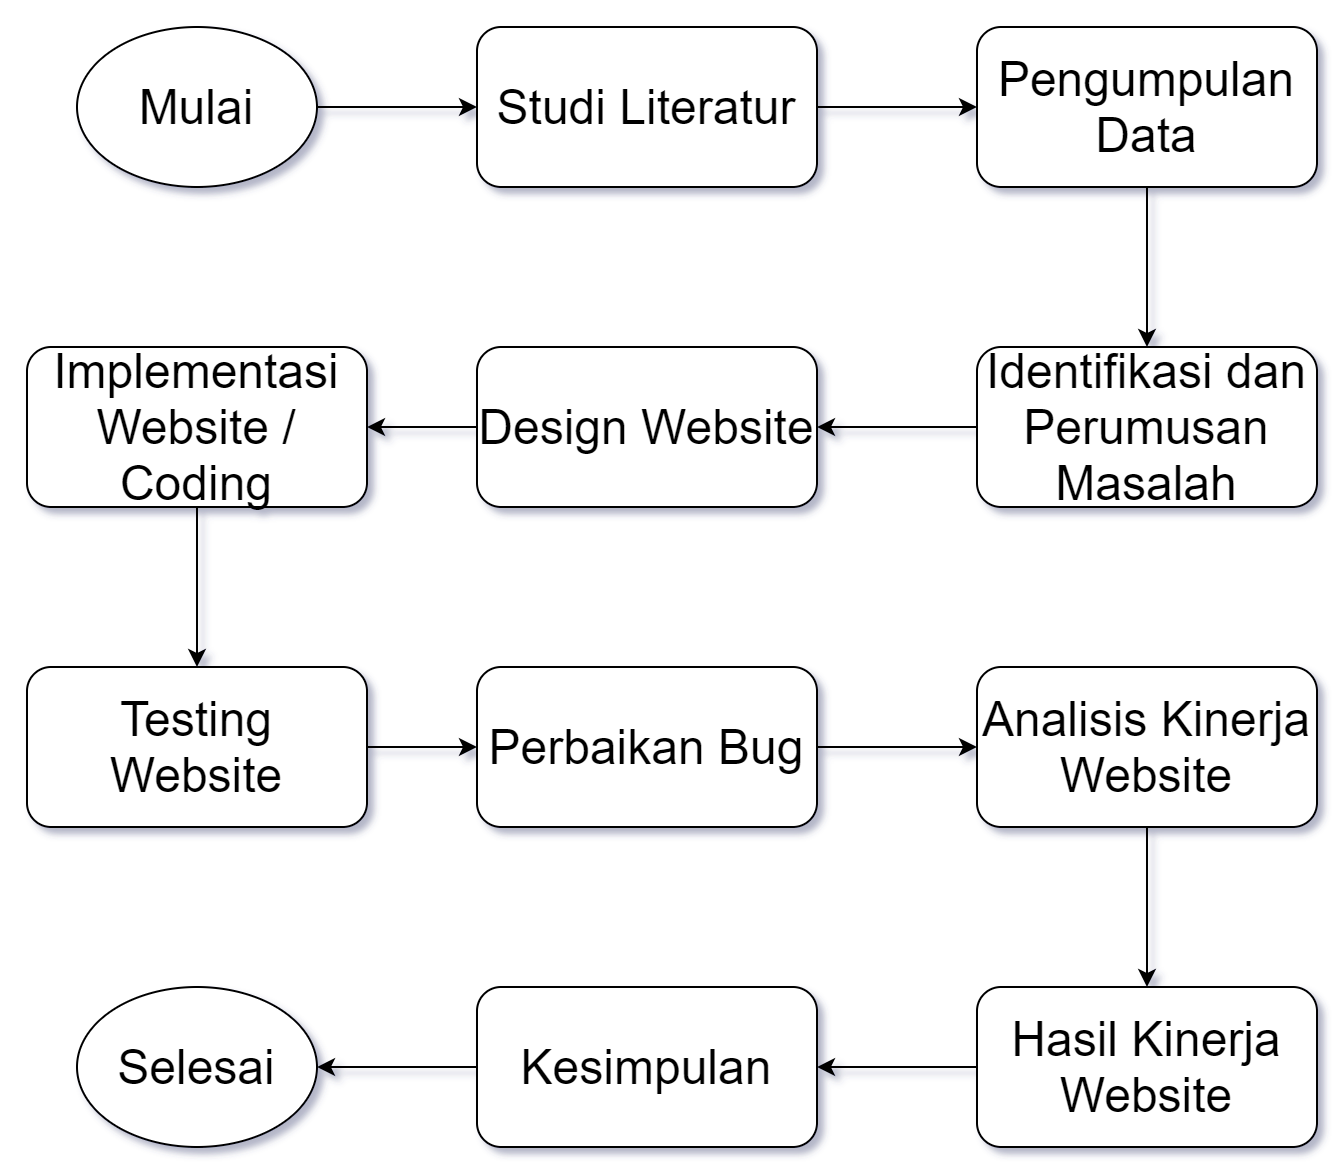 Mulai
Studi Literatur
Pengumpulan
Data
Identifikasi dan
Perumusan
Masalah
Design Website
Implementasi
Website /
Coding
Testing
Website
Perbaikan Bug
Analisis Kinerja
Website
Hasil Kinerja
Website
Kesimpulan
Selesai